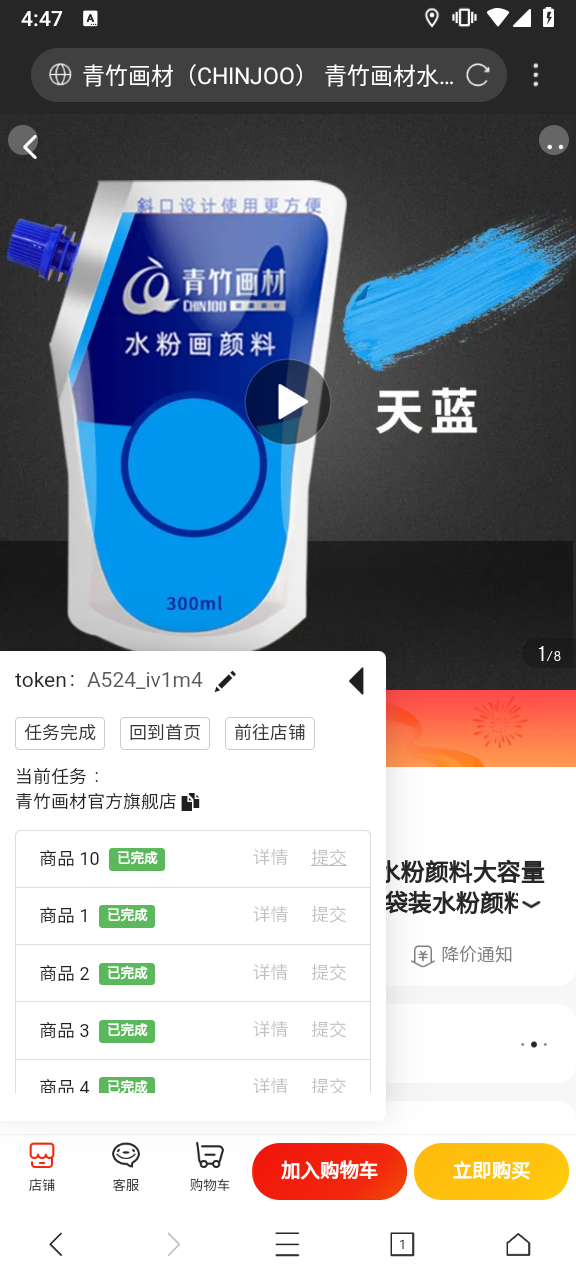 4:47
A
青竹画材（CHINJOO） 青竹画材水...
斜口设计使用更方便
青竹画材
CHINJOO
水粉画颜料
天蓝
300ml
1/8
token： A524_iv1m4
任务完成 回到首页 前往店铺
当前任务：
青竹画材官方旗舰店
商品 10 已完成 详情 提交
商品 1 已完成 详情 提交
商品 2 已完成 详情 提交
商品 3 已完成 详情 提交
商品 4 已完成 详情 提交
水粉颜料大容量
袋装水粉颜料
降价通知
店铺 客服 购物车 加入购物车 立即购买
1